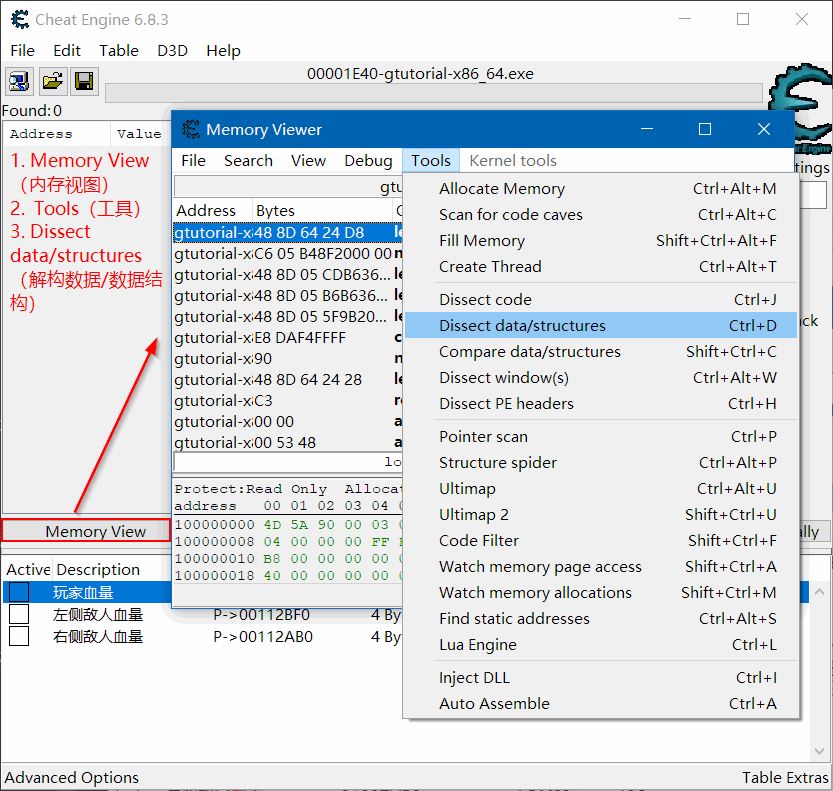 Cheat Engine 6.8.3
File Edit Table D3D Help
00001E40-gtutorial-x86_64.exe
Found: 0
Address Value
1. Memory View
（内存视图）
2. Tools（工具）
3. Dissect
data/structures
（解构数据/数据结
构）
Memory View
Memory Viewer
File Search View Debug Tools Kernel tools
Address Bytes
gtutorial-x 48 8D 64 24 D8
gtutorial-x C6 05 B48F2000 00
gtutorial-x 48 8D 05 CDB636...
gtutorial-x 48 8D 05 B6B636...
gtutorial-x 48 8D 05 5F9B20...
gtutorial-x E8 DAF4FFFF
gtutorial-x 90
gtutorial-x 48 8D 64 24 28
gtutorial-x C3
gtutorial-x 00 00
gtutorial-x 00 53 48
Protect:Read Only Allocat
address 00 01 02 03 04
100000000 4D 5A 90 00 03
100000008 04 00 00 00 FF
100000010 B8 00 00 00 00
100000018 40 00 00 00 00
Allocate Memory Ctrl+Alt+M
Scan for code caves Ctrl+Alt+C
Fill Memory Shift+Ctrl+Alt+F
Create Thread Ctrl+Alt+T
Dissect code Ctrl+J
Dissect data/structures Ctrl+D
Compare data/structures Shift+Ctrl+C
Dissect window(s) Ctrl+Alt+W
Dissect PE headers Ctrl+H
Pointer scan Ctrl+P
Structure spider Ctrl+Alt+P
Ultimap Ctrl+Alt+U
Ultimap 2 Shift+Ctrl+U
Code Filter Shift+Ctrl+F
Watch memory page access Shift+Ctrl+A
Watch memory allocations Shift+Ctrl+M
Find static addresses Ctrl+Alt+S
Lua Engine Ctrl+L
Inject DLL Ctrl+I
Auto Assemble Ctrl+A
Active Description
玩家血量
左侧敌人血量 P->00112BF0 4 By
右侧敌人血量 P->00112AB0 4 By
Advanced Options Table Extras